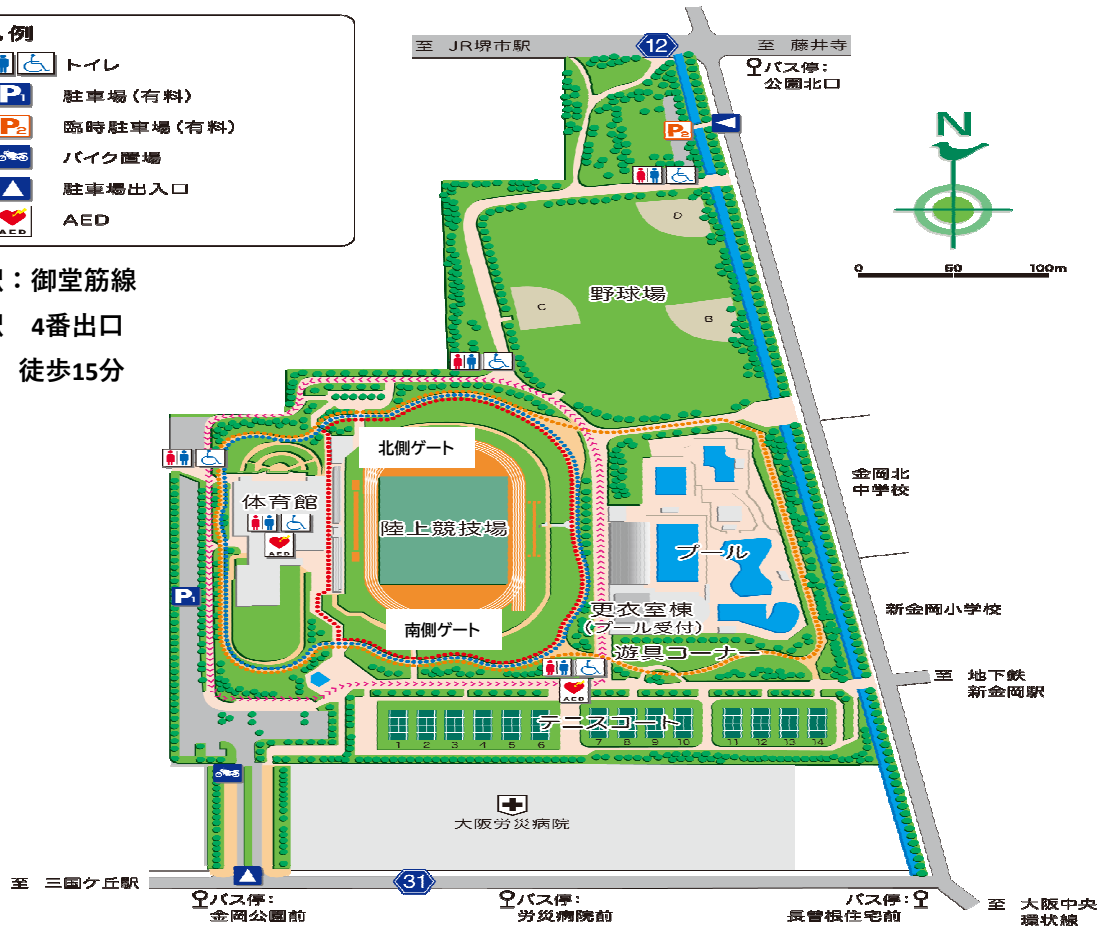 例
トイレ
P1 駐車場(有料)
P2 臨時駐車場(有料)
バイク置場
駐車場出入口
AED AED
：御堂筋線
4番出口
徒歩15分
至 JR堺市駅
12
至 藤井寺
バス停：
公園北口
P2
N
0 50 100m
D
野球場
C
B
北側ゲート
体育館
陸上競技場
AED
プール
金岡北
中学校
P1
更衣室棟
(プール受付)
新金岡小学校
南側ゲート
遊具コーナー
至 地下鉄
新金岡駅
AED
テニスコート
1 2 3 4 5 6 7 8 9 10 11 12 13 14
大阪労災病院
至 三国ケ丘駅
31
バス停：
金岡公園前
バス停：
労災病院前
バス停：
長曽根住宅前
至 大阪中央
環状線